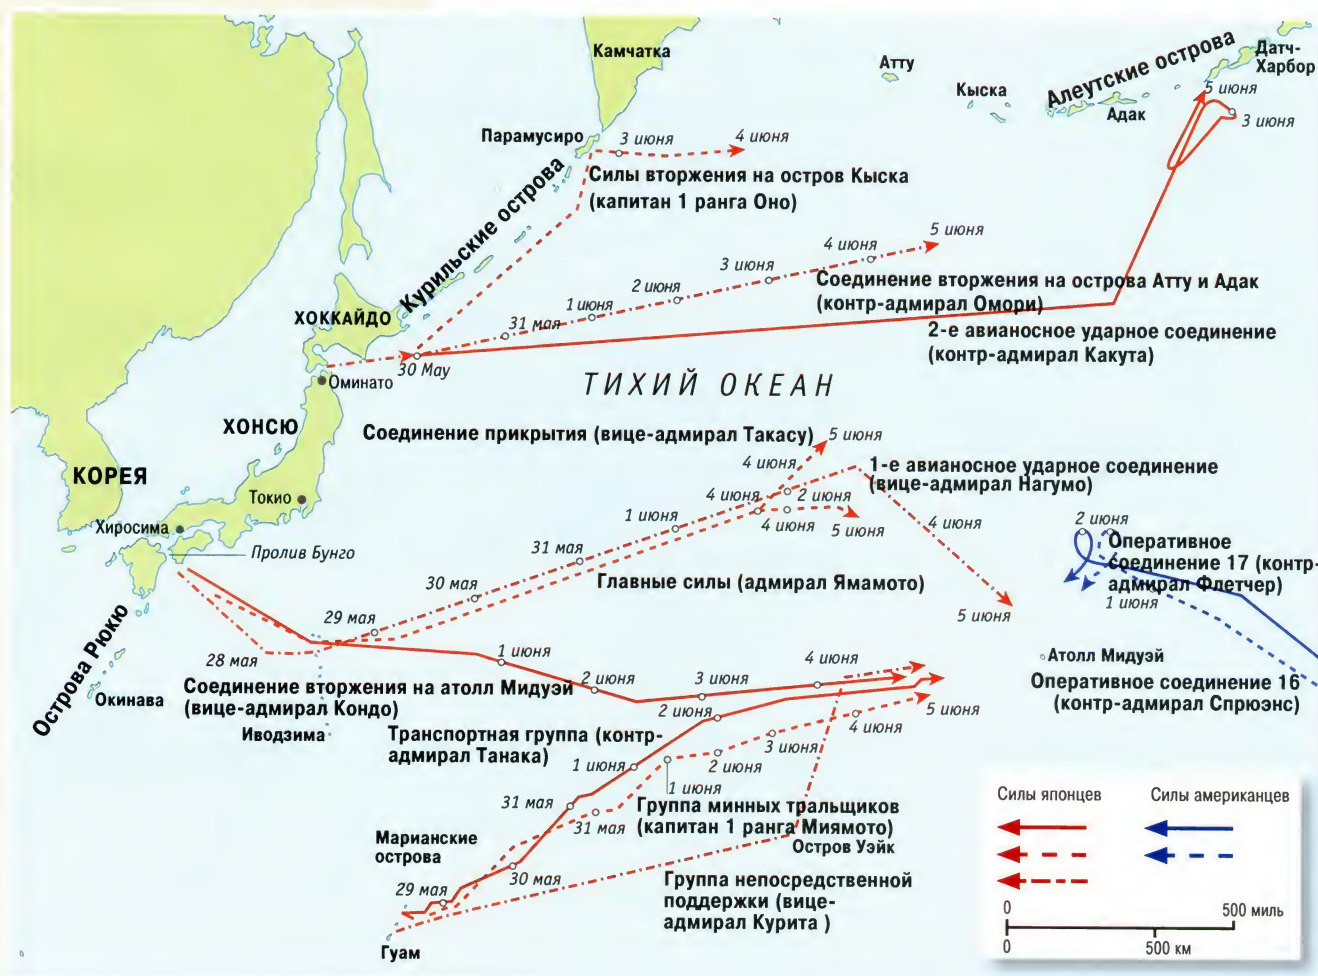 Камчатка
Атту
Кыска
Алеутские острова
Адак
Датч-
Харбор
5 июня
3 июня
Парамусиро
3 июня
4 июня
Силы вторжения на остров Кыска
(капитан 1 ранга Оно)
Курильские острова
5 июня
4 июня
3 июня
2 июня
1 июня
31 мая
30 May
Соединение вторжения на острова Атту и Адак
(контр-адмирал Омори)
2-е авианосное ударное соединение
(контр-адмирал Какута)
ХОККАЙДО
Оминато
ТИХИЙ ОКЕАН
ХОНСЮ
КОРЕЯ
Токио
Хиросима
Пролив Бунго
Соединение прикрытия (вице-адмирал Такасу)
5 июня
4 июня
1-е авианосное ударное соединение
(вице-адмирал Нагумо)
4 июня
2 июня
1 июня
4 июня
5 июня
4 июня
31 мая
30 мая
29 мая
28 мая
Главные силы (адмирал Ямамото)
5 июня
2 июня
Оперативное
соединение 17 (контр-
адмирал Флетчер)
1 июня
Атолл Мидуэй
Оперативное соединение 16
(контр-адмирал Спрюэнс)
Острова Рюкю
Окинава
Соединение вторжения на атолл Мидуэй
(вице-адмирал Кондо)
Иводзима
1 июня
2 июня
3 июня
4 июня
Транспортная группа (контр-
адмирал Танака)
2 июня
5 июня
4 июня
3 июня
2 июня
1 июня
1 июня
31 мая
31 мая
30 мая
29 мая
Группа минных тральщиков
(капитан 1 ранга Миямото)
Остров Уэйк
Марианские
острова
Группа непосредственной
поддержки (вице-
адмирал Курита )
Гуам
Силы японцев
Силы американцев
0
500 миль
0
500 км